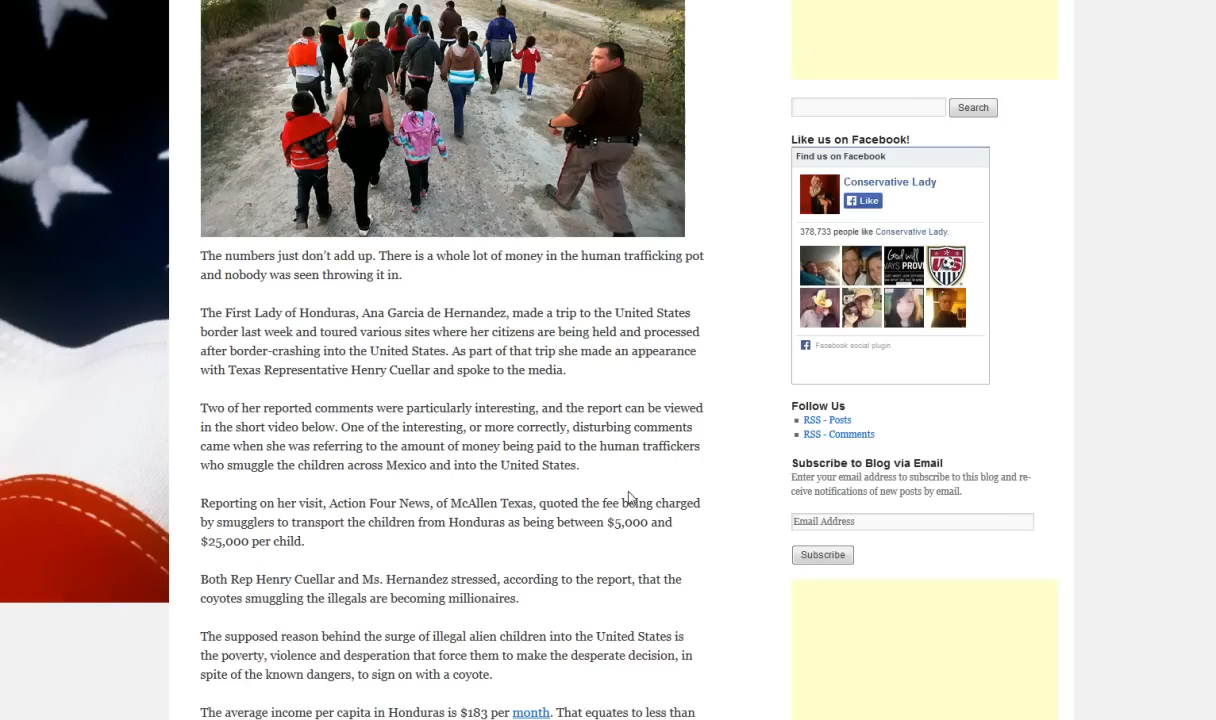 The numbers just don't add up. There is a whole lot of money in the human trafficking pot
and nobody was seen throwing it in.
The First Lady of Honduras, Ana Garcia de Hernandez, made a trip to the United States
border last week and toured various sites where her citizens are being held and processed
after border-crashing into the United States. As part of that trip she made an appearance
with Texas Representative Henry Cuellar and spoke to the media.
Two of her reported comments were particularly interesting, and the report can be viewed
in the short video below. One of the interesting, or more correctly, disturbing comments
came when she was referring to the amount of money being paid to the human traffickers
who smuggle the children across Mexico and into the United States.
Reporting on her visit, Action Four News, of McAllen Texas, quoted the fee being charged
by smugglers to transport the children from Honduras as being between $5,000 and
$25,000 per child.
Both Rep Henry Cuellar and Ms. Hernandez stressed, according to the report, that the
coyotes smuggling the illegals are becoming millionaires.
The supposed reason behind the surge of illegal alien children into the United States is
the poverty, violence and desperation that force them to make the desperate decision, in
spite of the known dangers, to sign on with a coyote.
The average income per capita in Honduras is $183 per month. That equates to less than
Search
Like us on Facebook!
Find us on Facebook
Conservative Lady
Like
378,733 people like Conservative Lady.
God will
WAYS PROVI
US
Facebook social plugin
Follow Us
RSS - Posts
RSS - Comments
Subscribe to Blog via Email
Enter your email address to subscribe to this blog and re-
ceive notifications of new posts by email.
Email Address
Subscribe